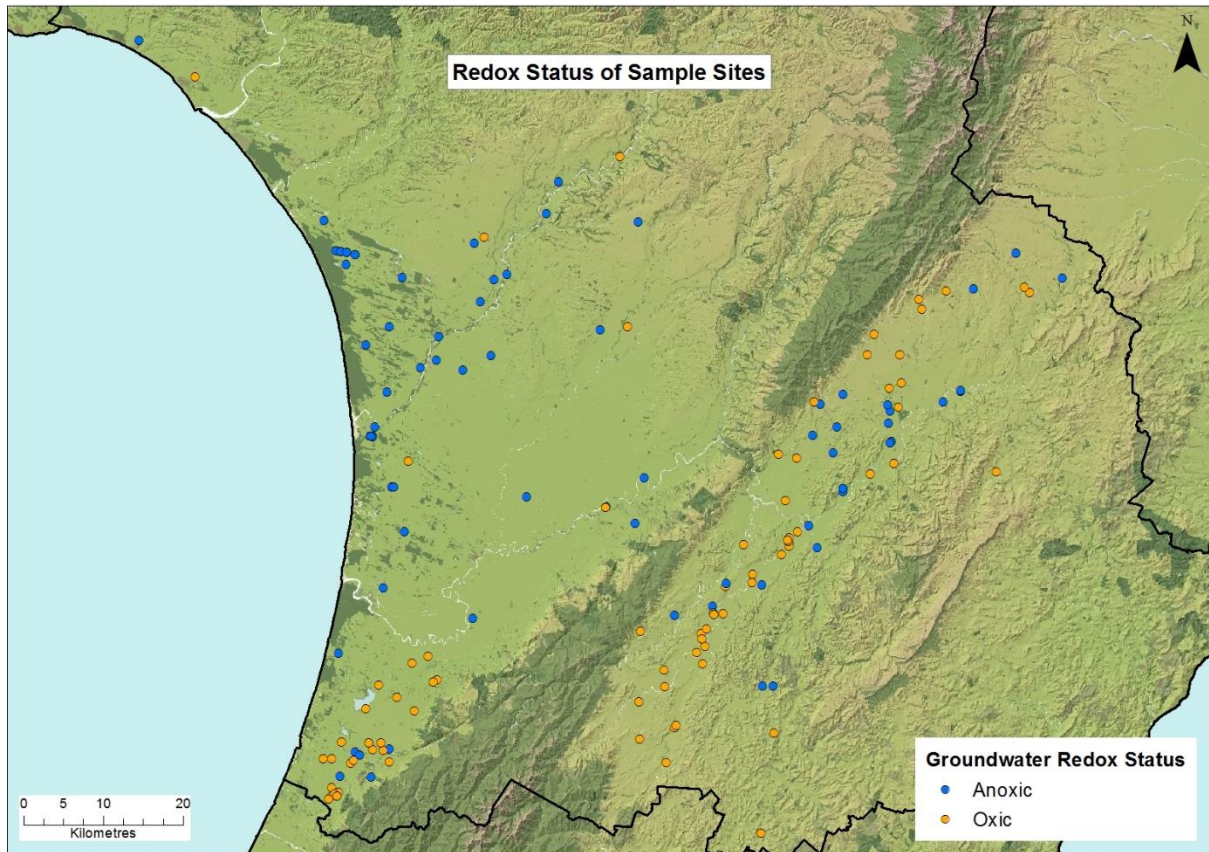 Redox Status of Sample Sites
N
Groundwater Redox Status
Anoxic
Oxic
0 5 10 20
Kilometres